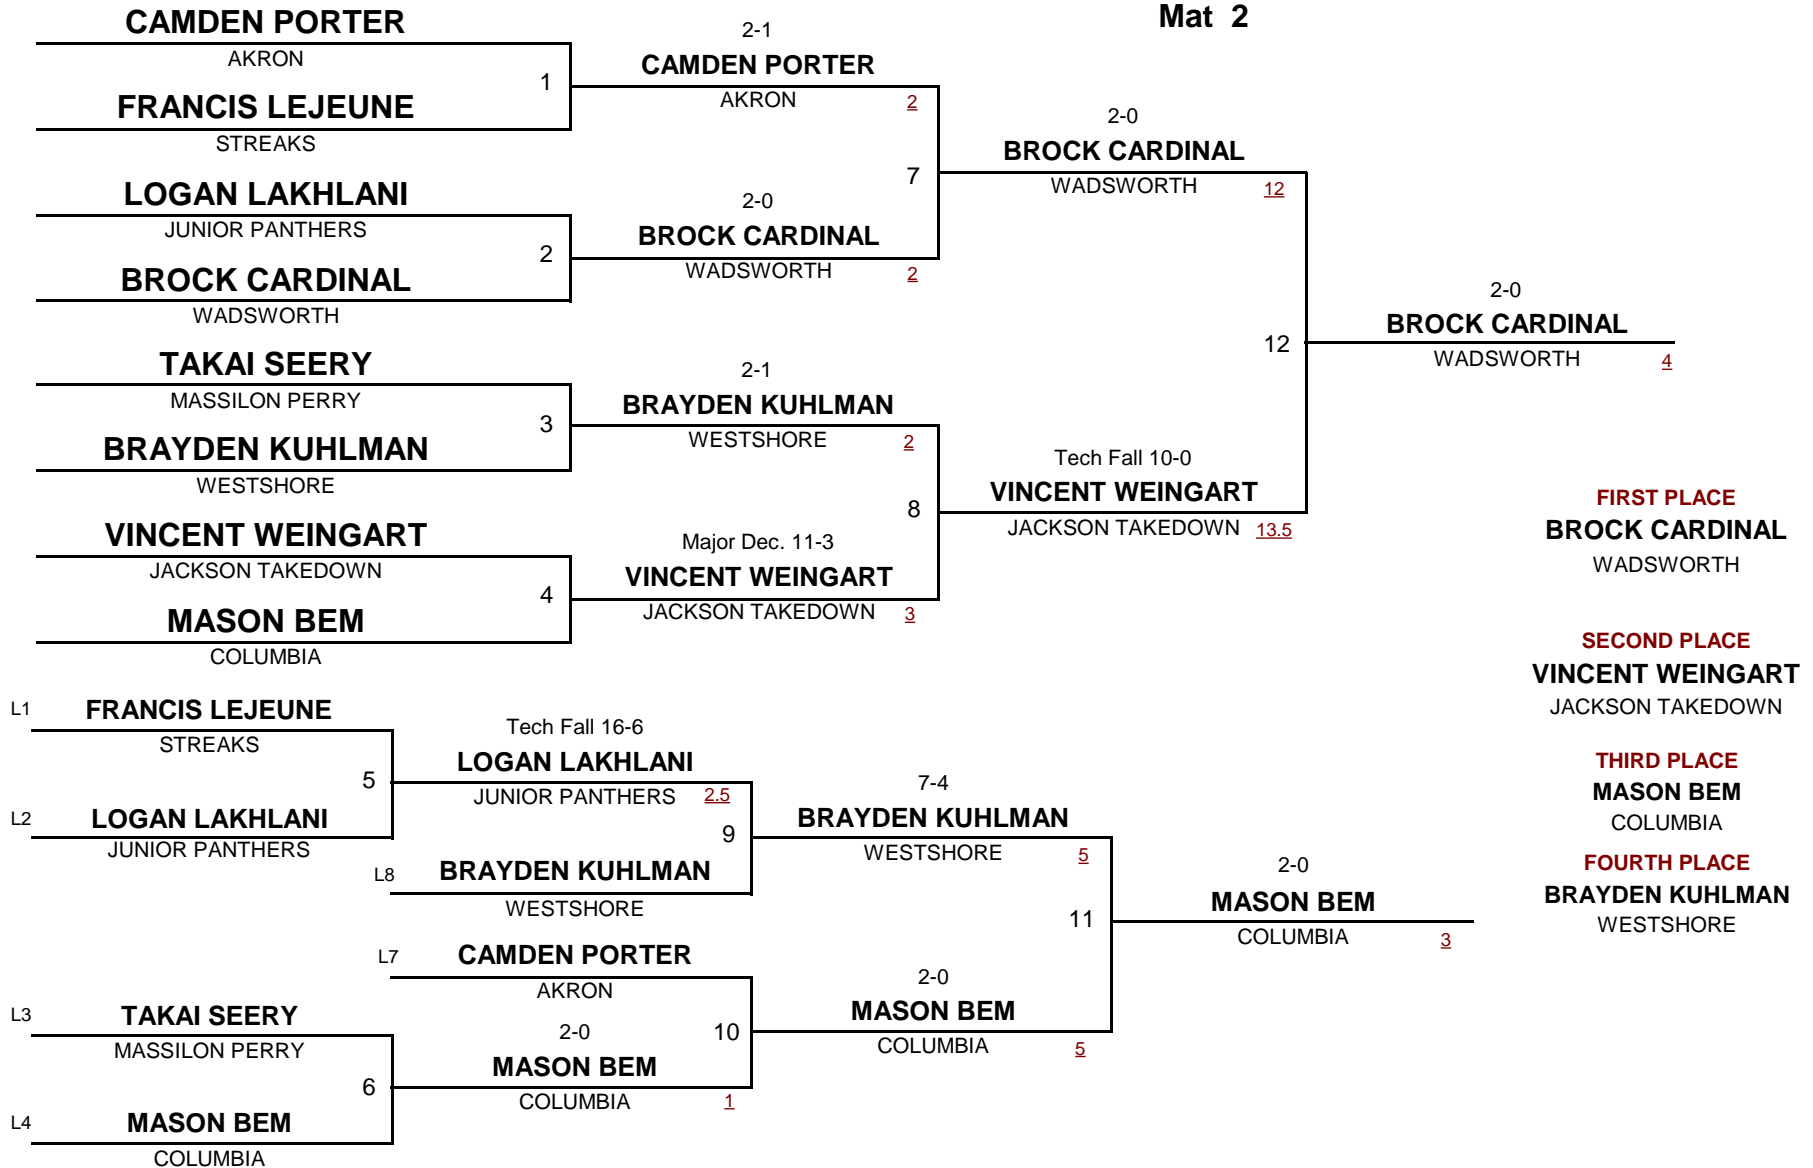 Mat 2
CAMDEN PORTER
AKRON
1
FRANCIS LEJEUNE
STREAKS
2-1
CAMDEN PORTER
AKRON 2
LOGAN LAKHLANI
JUNIOR PANTHERS
2
BROCK CARDINAL
WADSWORTH
2-0
BROCK CARDINAL
WADSWORTH 2
7
2-0
BROCK CARDINAL
WADSWORTH 12
TAKAI SEERY
MASSILON PERRY
3
BRAYDEN KUHLMAN
WESTSHORE
2-1
BRAYDEN KUHLMAN
WESTSHORE 2
VINCENT WEINGART
JACKSON TAKEDOWN
4
MASON BEM
COLUMBIA
Major Dec. 11-3
VINCENT WEINGART
JACKSON TAKEDOWN 3
8
Tech Fall 10-0
VINCENT WEINGART
JACKSON TAKEDOWN 13.5
12
2-0
BROCK CARDINAL
WADSWORTH 4
FIRST PLACE
BROCK CARDINAL
WADSWORTH
SECOND PLACE
VINCENT WEINGART
JACKSON TAKEDOWN
THIRD PLACE
MASON BEM
COLUMBIA
FOURTH PLACE
BRAYDEN KUHLMAN
WESTSHORE
L1 FRANCIS LEJEUNE
STREAKS
5
L2 LOGAN LAKHLANI
JUNIOR PANTHERS
Tech Fall 16-6
LOGAN LAKHLANI
JUNIOR PANTHERS 2.5
9
L8 BRAYDEN KUHLMAN
WESTSHORE
7-4
BRAYDEN KUHLMAN
WESTSHORE 5
L7 CAMDEN PORTER
AKRON
L3 TAKAI SEERY
MASSILON PERRY
6
L4 MASON BEM
COLUMBIA
2-0
MASON BEM
COLUMBIA 1
10
2-0
MASON BEM
COLUMBIA 5
11
2-0
MASON BEM
COLUMBIA 3